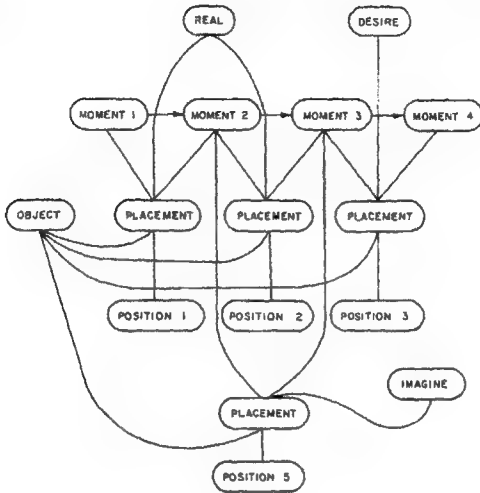 REAL
DESIRE
MOMENT 1
MOMENT 2
MOMENT 3
MOMENT 4
OBJECT
PLACEMENT
PLACEMENT
PLACEMENT
POSITION 1
POSITION 2
POSITION 3
IMAGINE
PLACEMENT
POSITION 5